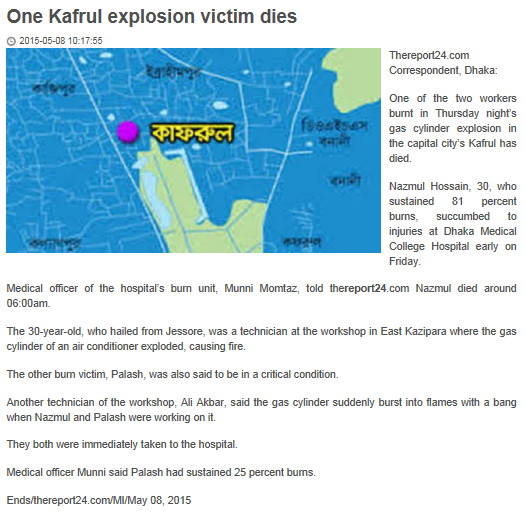 One Kafrul explosion victim dies
2015-05-08 10:17:55
ইব্রাহীমপুর
কাজিপুর
কাফরুল
ডিওএইচএস
বনানী
বনানী
কাফরুল
Thereport24.com
Correspondent, Dhaka:
One of the two workers
burnt in Thursday night's
gas cylinder explosion in
the capital city's Kafrul has
died.
Nazmul Hossain, 30, who
sustained 81 percent
burns, succumbed to
injuries at Dhaka Medical
College Hospital early on
Friday.
Medical officer of the hospital's burn unit, Munni Momtaz, told thereport24.com Nazmul died around
06:00am.
The 30-year-old, who hailed from Jessore, was a technician at the workshop in East Kazipara where the gas
cylinder of an air conditioner exploded, causing fire.
The other burn victim, Palash, was also said to be in a critical condition.
Another technician of the workshop, Ali Akbar, said the gas cylinder suddenly burst into flames with a bang
when Nazmul and Palash were working on it.
They both were immediately taken to the hospital.
Medical officer Munni said Palash had sustained 25 percent burns.
Ends/thereport24.com/MI/May 08, 2015